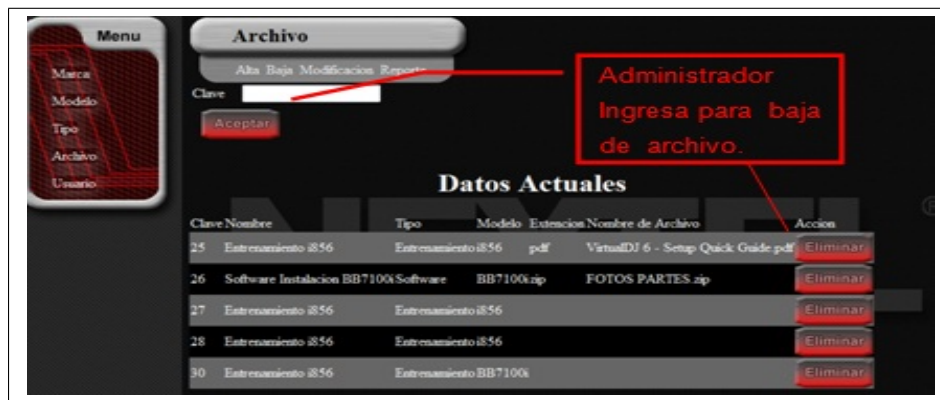 Menu
Marca
Modelo
Tipo
Archivo
Usuario
Archivo
Alta Baja Modificacion Reporte
Clave
Aceptar
Administrador
Ingresa para baja
de archivo.
Datos Actuales
Clave Nombre Tipo Modelo Extencion Nombre de Archivo Accion
25 Entrenamiento i856 Entrenamiento i856 pdf VirtualDJ 6 - Setup Quick Guide.pdf Eliminar
26 Software Instalacion BB7100i Software BB7100i zip FOTOS PARTES.zip Eliminar
27 Entrenamiento i856 Entrenamiento i856 Eliminar
28 Entrenamiento i856 Entrenamiento i856 Eliminar
30 Entrenamiento i856 Entrenamiento BB7100i Eliminar